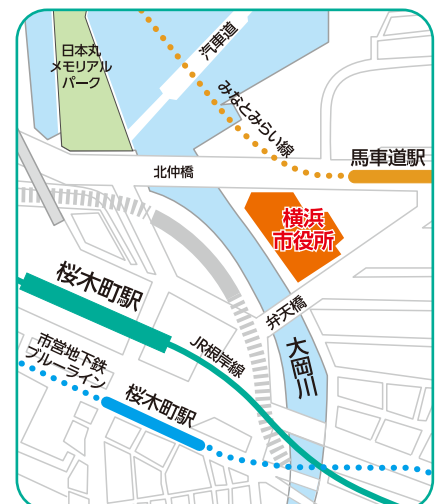 日本丸
メモリアル
パーク
汽車道
みなとみらい線
馬車道駅
北仲橋
横浜
市役所
桜木町駅
弁天橋
JR根岸線
大岡川
市営地下鉄
ブルーライン
桜木町駅